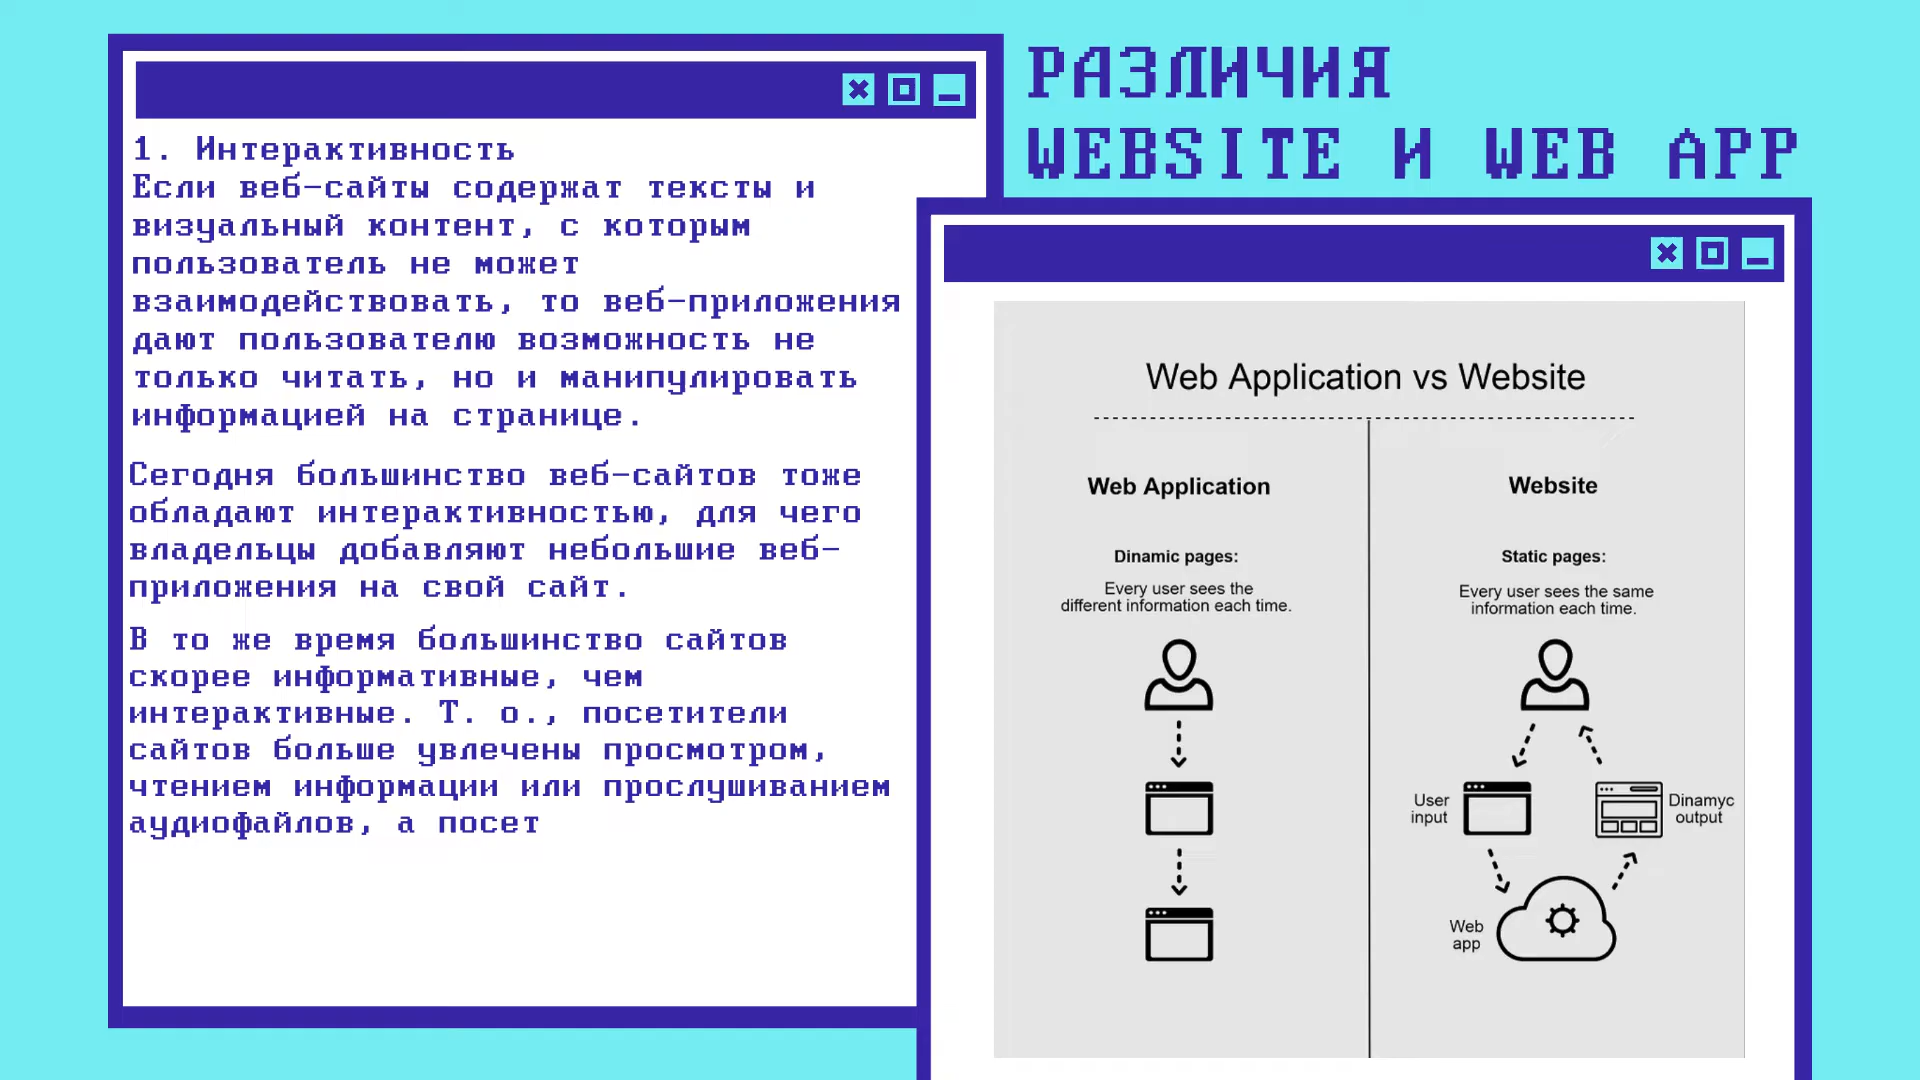 РАЗЛИЧИЯ
WEBSITE И WEB APP
1. Интерактивность
Если веб-сайты содержат тексты и
визуальный контент, с которым
пользователь не может
взаимодействовать, то веб-приложения
дают пользователю возможность не
только читать, но и манипулировать
информацией на странице.
Сегодня большинство веб-сайтов тоже
обладают интерактивностью, для чего
владельцы добавляют небольшие веб-
приложения на свой сайт.
В то же время большинство сайтов
скорее информативные, чем
интерактивные. Т. о., посетители
сайтов больше увлечены просмотром,
чтением информации или прослушиванием
аудиофайлов, а посет
Web Application vs Website
Web Application
Dinamic pages:
Every user sees the
different information each time.
Website
Static pages:
Every user sees the same
information each time.
User
input
Dinamyc
output
Web
app